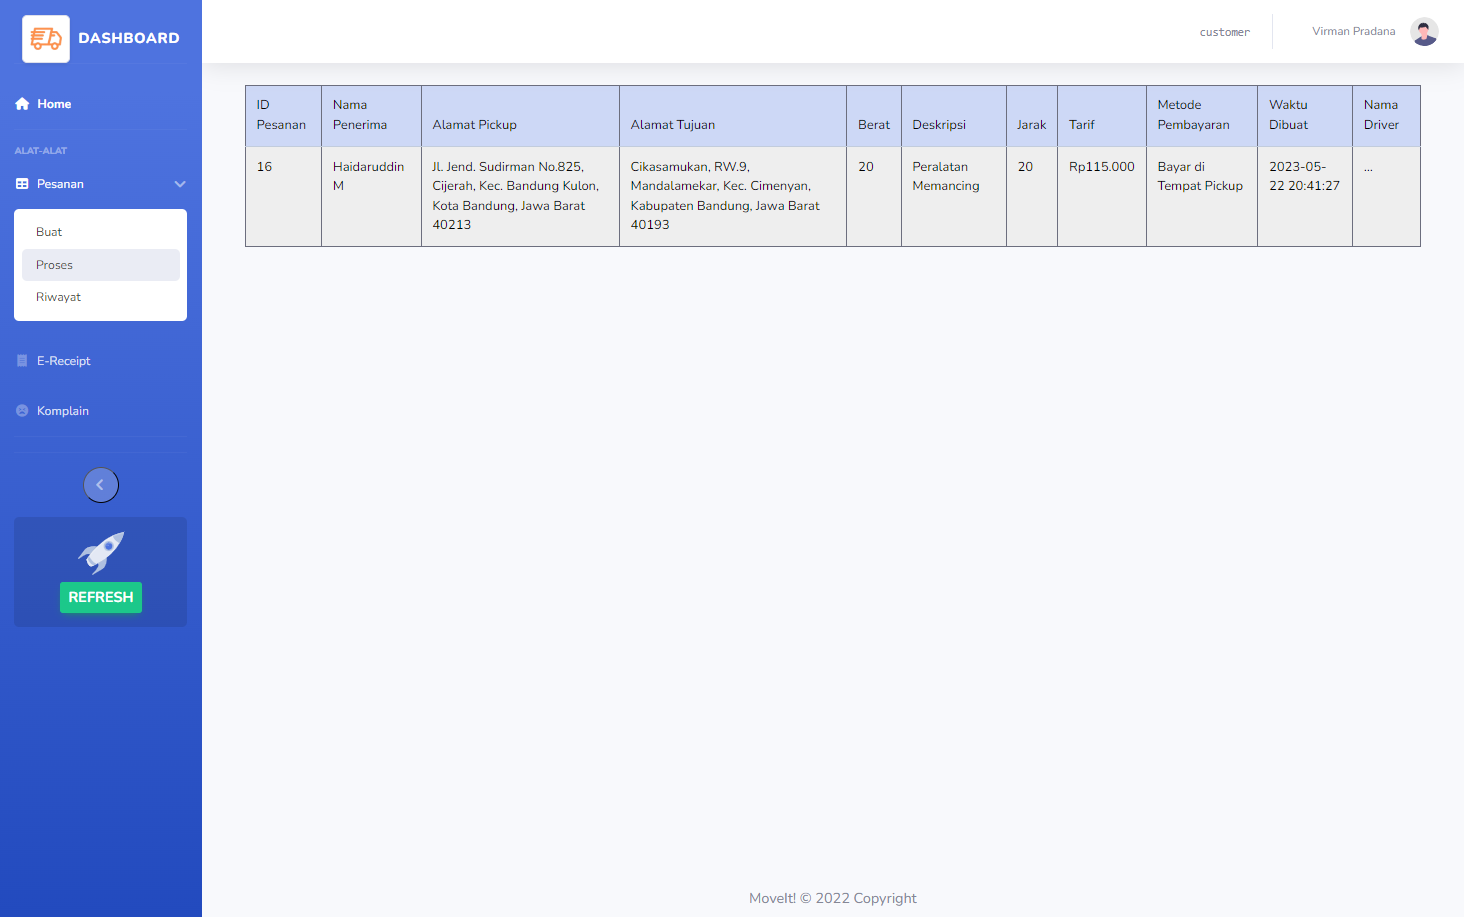 DASHBOARD
customer
Virman Pradana
Home
ALAT-ALAT
Pesanan
Buat
Proses
Riwayat
E-Receipt
Komplain
REFRESH
ID
Pesanan
Nama
Penerima
Alamat Pickup
Alamat Tujuan
Berat
Deskripsi
Jarak
Tarif
Metode
Pembayaran
Waktu
Dibuat
Nama
Driver
16
Haidaruddin
M
Jl. Jend. Sudirman No.825,
Cijerah, Kec. Bandung Kulon,
Kota Bandung, Jawa Barat
40213
Cikasamukan, RW.9,
Mandalamekar, Kec. Cimenyan,
Kabupaten Bandung, Jawa Barat
40193
20
Peralatan
Memancing
20
Rp115.000
Bayar di
Tempat Pickup
2023-05-
22 20:41:27
...
MoveIt! © 2022 Copyright